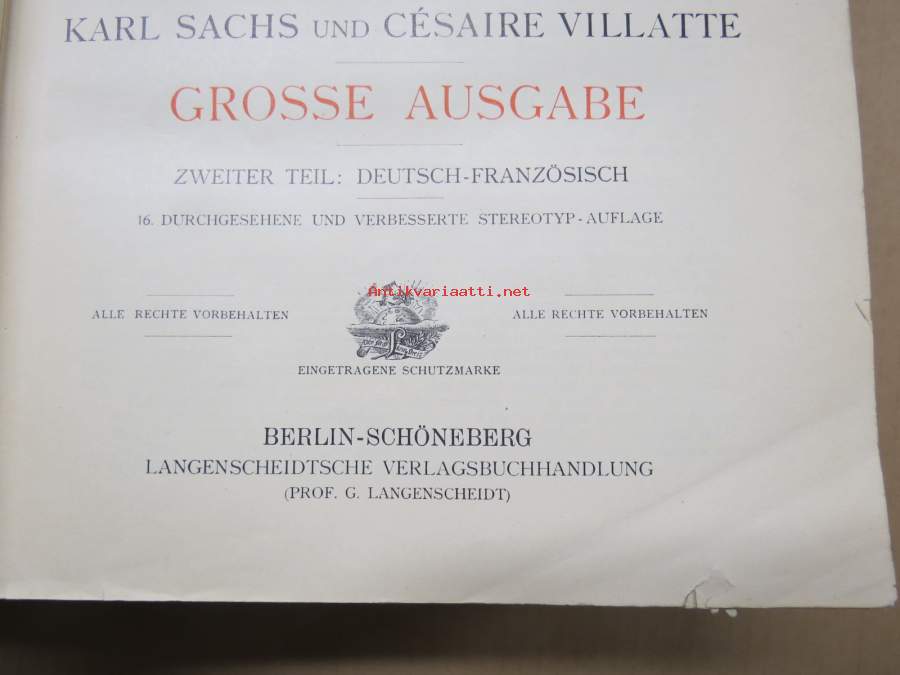 KARL SACHS UND CÉSAIRE VILLATTE
GROSSE AUSGABE
ZWEITER TEIL: DEUTSCH-FRANZÖSISCH
16. DURCHGESEHENE UND VERBESSERTE STEREOTYP-AUFLAGE
Antikvariaatti.net
ALLE RECHTE VORBEHALTEN
ALLE RECHTE VORBEHALTEN
EINGETRAGENE SCHUTZMARKE
BERLIN-SCHÖNEBERG
LANGENSCHEIDTSCHE VERLAGSBUCHHANDLUNG
(PROF. G. LANGENSCHEIDT)